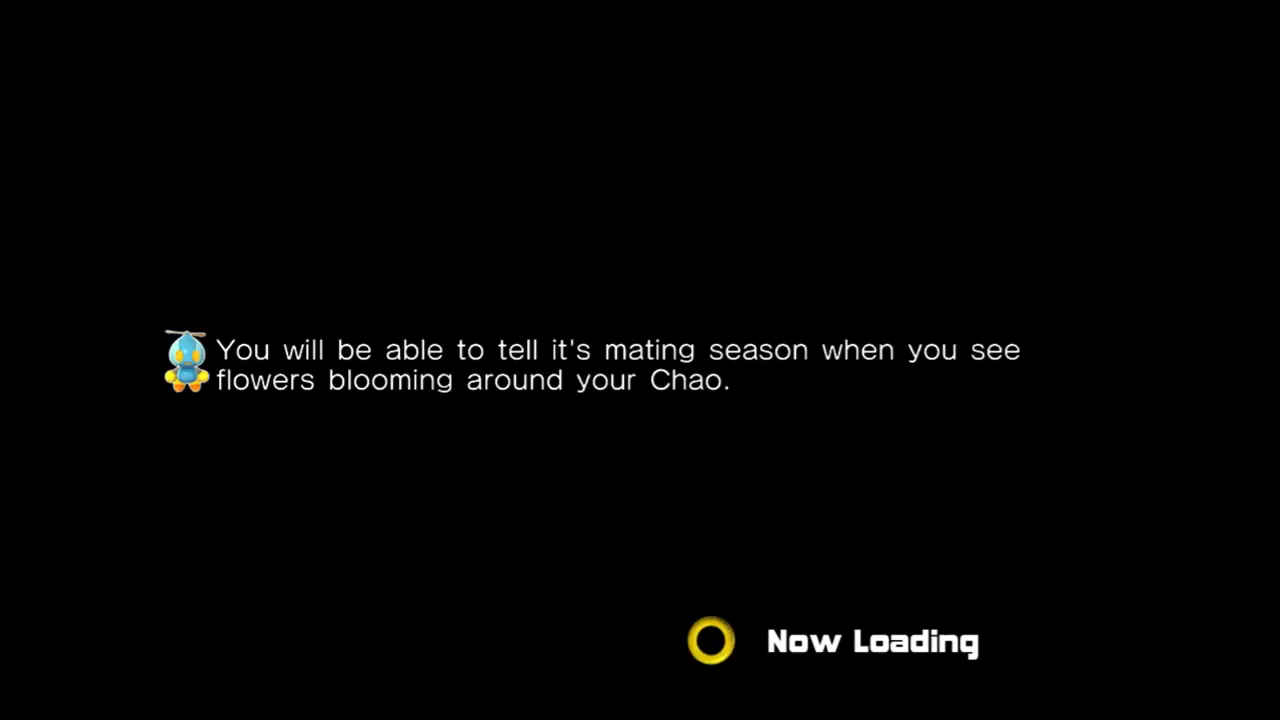 You will be able to tell it's mating season when you see
flowers blooming around your Chao.
Now Loading